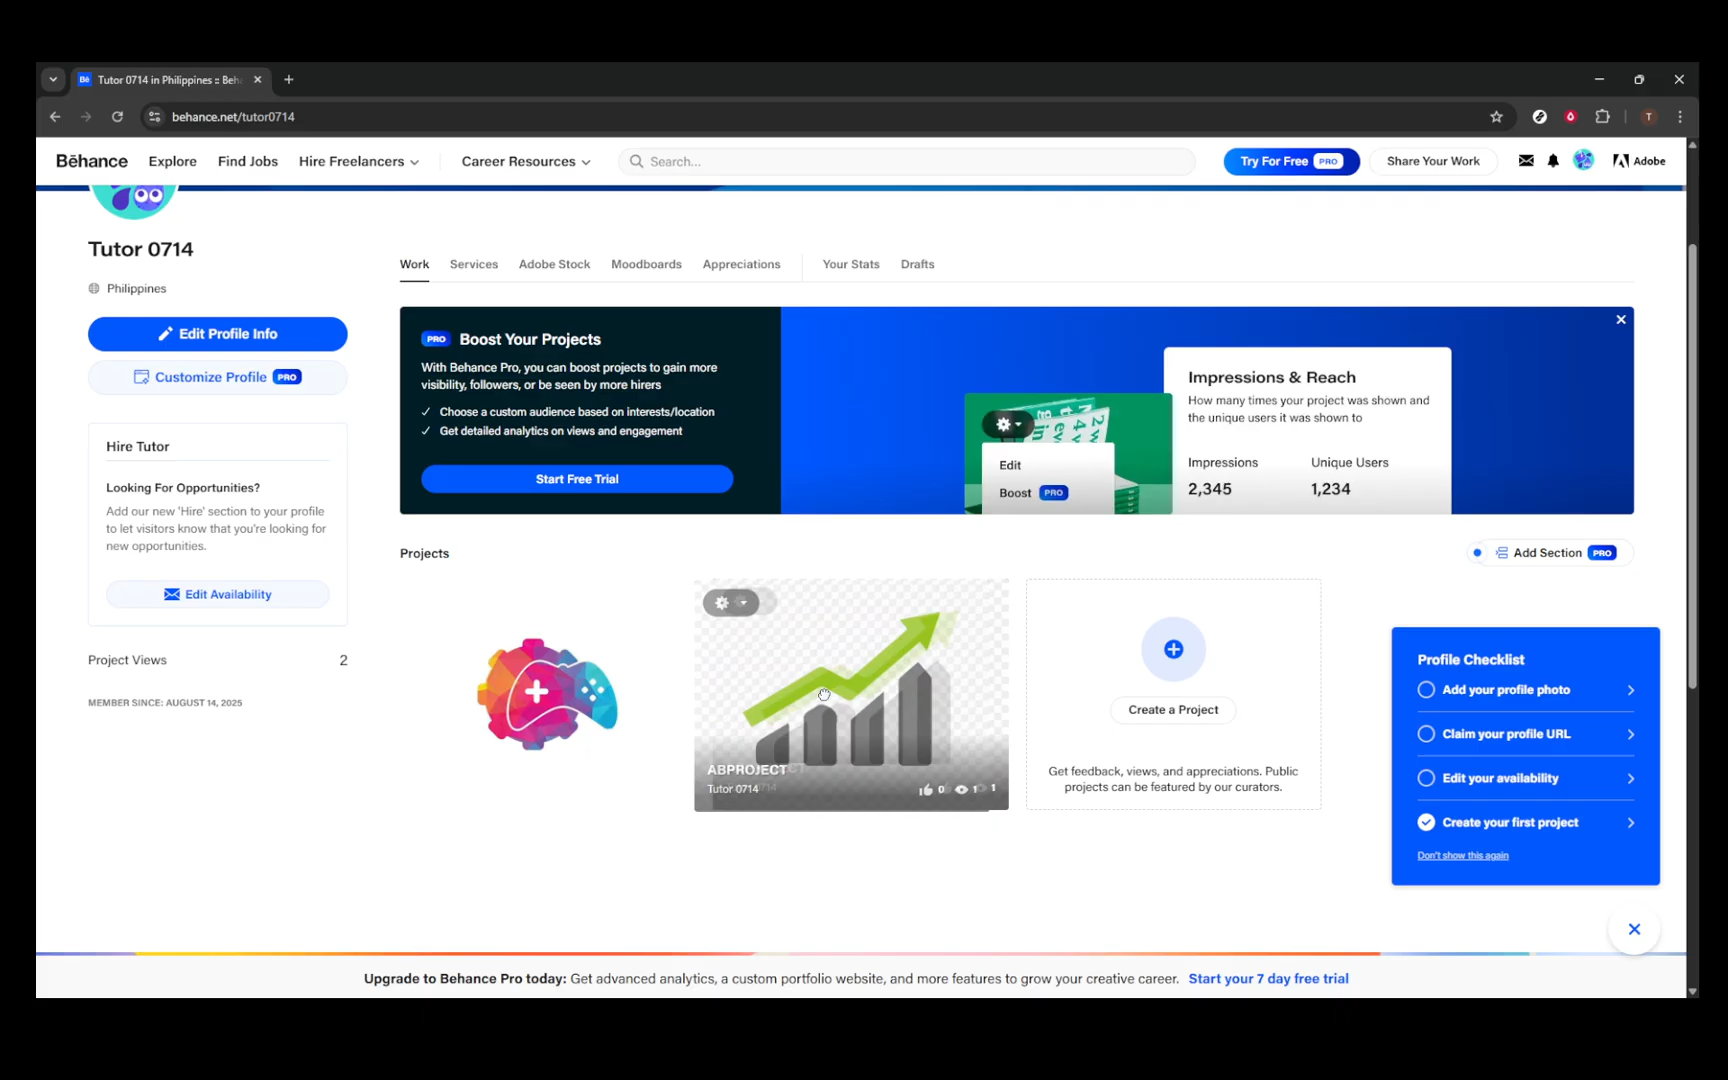 Bē Tutor 0714 in Philippines :: Beh
behance.net/tutor0714
T
Bēhance
Explore
Find Jobs
Hire Freelancers
Career Resources
Search...
Try For Free PRO
Share Your Work
Adobe
Tutor 0714
Philippines
Edit Profile Info
Customize Profile PRO
Hire Tutor
Looking For Opportunities?
Add our new 'Hire' section to your profile
to let visitors know that you're looking for
new opportunities.
Edit Availability
Project Views 2
MEMBER SINCE: AUGUST 14, 2025
Work
Services
Adobe Stock
Moodboards
Appreciations
Your Stats
Drafts
PRO Boost Your Projects
With Behance Pro, you can boost projects to gain more
visibility, followers, or be seen by more hirers
✓ Choose a custom audience based on interests/location
✓ Get detailed analytics on views and engagement
Start Free Trial
Edit
Boost PRO
Impressions & Reach
How many times your project was shown and
the unique users it was shown to
Impressions Unique Users
2,345 1,234
Projects
Add Section PRO
ABPROJECT
Tutor 0714
0 1
Create a Project
Get feedback, views, and appreciations. Public
projects can be featured by our curators.
Profile Checklist
Add your profile photo
Claim your profile URL
Edit your availability
Create your first project
Don't show this again
Upgrade to Behance Pro today: Get advanced analytics, a custom portfolio website, and more features to grow your creative career. Start your 7 day free trial